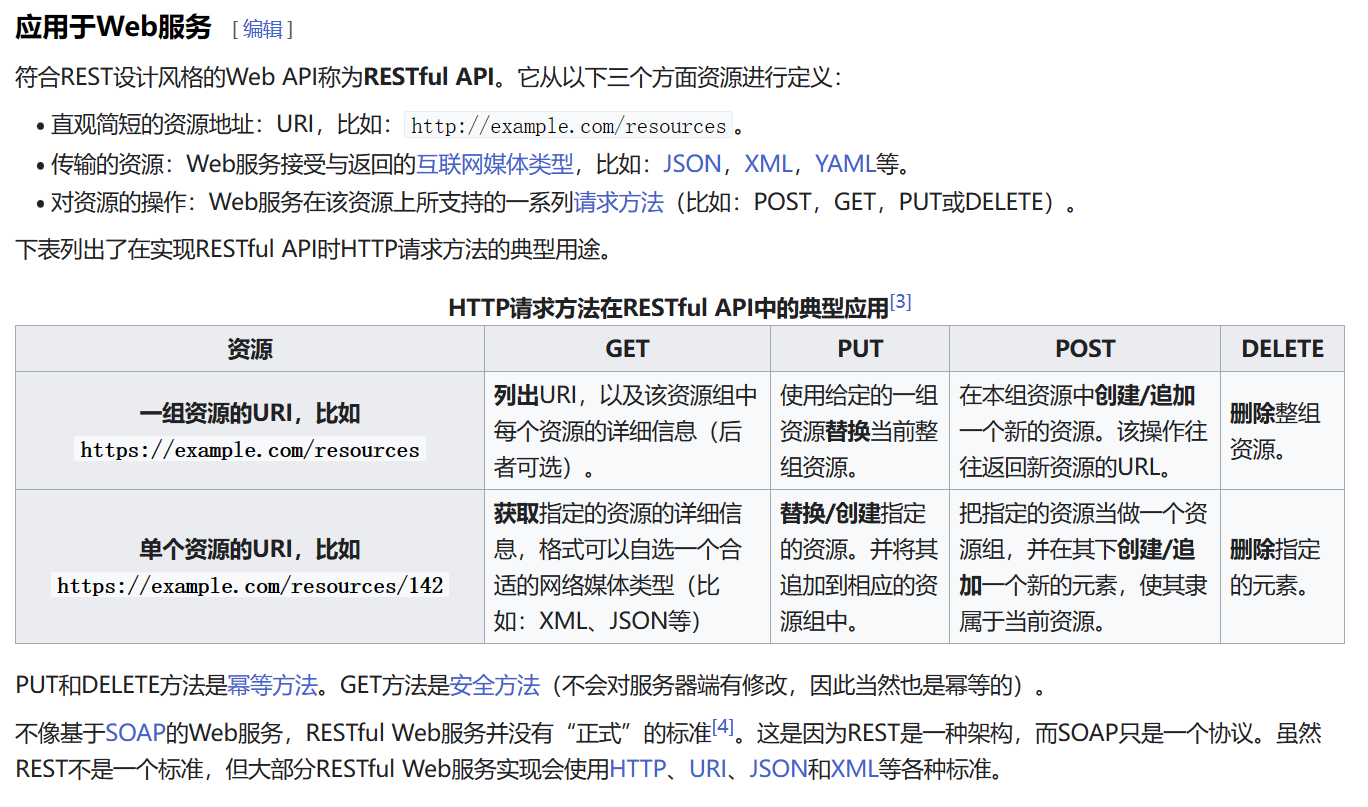 应用于Web服务 [编辑]
符合REST设计风格的Web API称为RESTful API。它从以下三个方面资源进行定义：
• 直观简短的资源地址：URI，比如：http://example.com/resources。
• 传输的资源：Web服务接受与返回的互联网媒体类型，比如：JSON，XML，YAML等。
• 对资源的操作：Web服务在该资源上所支持的一系列请求方法（比如：POST，GET，PUT或DELETE）。
下表列出了在实现RESTful API时HTTP请求方法的典型用途。
HTTP请求方法在RESTful API中的典型应用[3]
资源 GET PUT POST DELETE
一组资源的URI，比如
https://example.com/resources
列出URI，以及该资源组中
每个资源的详细信息（后
者可选）。
使用给定的一组
资源替换当前整
组资源。
在本组资源中创建/追加
一个新的资源。该操作往
往返回新资源的URL。
删除整组
资源。
单个资源的URI，比如
https://example.com/resources/142
获取指定的资源的详细信
息，格式可以自选一个合
适的网络媒体类型（比
如：XML、JSON等）
替换/创建指定
的资源。并将其
追加到相应的资
源组中。
把指定的资源当做一个资
源组，并在其下创建/追
加一个新的元素，使其隶
属于当前资源。
删除指定
的元素。
PUT和DELETE方法是幂等方法。GET方法是安全方法（不会对服务器端有修改，因此当然也是幂等的）。
不像基于SOAP的Web服务，RESTful Web服务并没有“正式”的标准[4]。这是因为REST是一种架构，而SOAP只是一个协议。虽然
REST不是一个标准，但大部分RESTful Web服务实现会使用HTTP、URI、JSON和XML等各种标准。